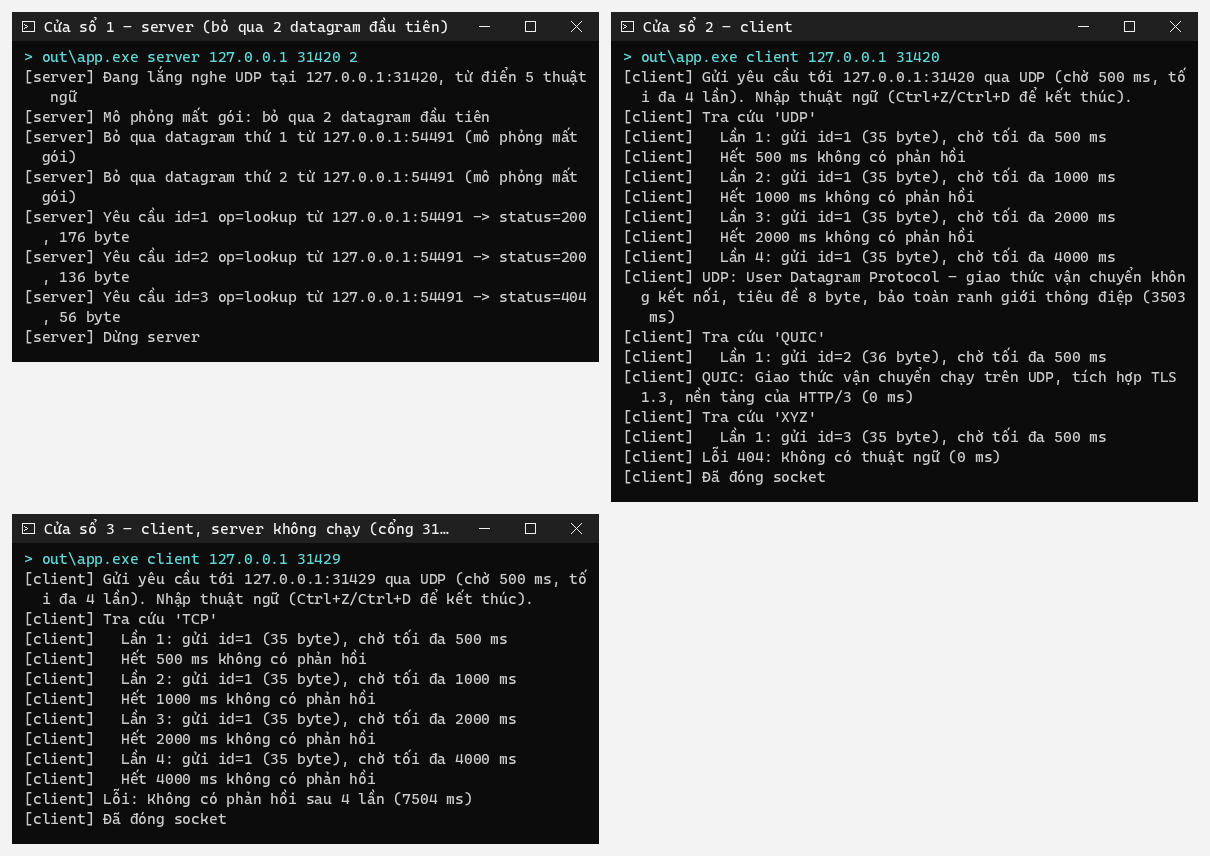 Cửa sổ 1 – server (bỏ qua 2 datagram đầu tiên)
> out\app.exe server 127.0.0.1 31420 2
[server] Đang lắng nghe UDP tại 127.0.0.1:31420, từ điển 5 thuật
ngữ
[server] Mô phỏng mất gói: bỏ qua 2 datagram đầu tiên
[server] Bỏ qua datagram thứ 1 từ 127.0.0.1:54491 (mô phỏng mất
gói)
[server] Bỏ qua datagram thứ 2 từ 127.0.0.1:54491 (mô phỏng mất
gói)
[server] Yêu cầu id=1 op=lookup từ 127.0.0.1:54491 -> status=200
, 176 byte
[server] Yêu cầu id=2 op=lookup từ 127.0.0.1:54491 -> status=200
, 136 byte
[server] Yêu cầu id=3 op=lookup từ 127.0.0.1:54491 -> status=404
, 56 byte
[server] Dừng server
Cửa sổ 2 – client
> out\app.exe client 127.0.0.1 31420
[client] Gửi yêu cầu tới 127.0.0.1:31420 qua UDP (chờ 500 ms, tố
i đa 4 lần). Nhập thuật ngữ (Ctrl+Z/Ctrl+D để kết thúc).
[client] Tra cứu 'UDP'
[client]   Lần 1: gửi id=1 (35 byte), chờ tối đa 500 ms
[client]   Hết 500 ms không có phản hồi
[client]   Lần 2: gửi id=1 (35 byte), chờ tối đa 1000 ms
[client]   Hết 1000 ms không có phản hồi
[client]   Lần 3: gửi id=1 (35 byte), chờ tối đa 2000 ms
[client]   Hết 2000 ms không có phản hồi
[client]   Lần 4: gửi id=1 (35 byte), chờ tối đa 4000 ms
[client] UDP: User Datagram Protocol – giao thức vận chuyển khôn
g kết nối, tiêu đề 8 byte, bảo toàn ranh giới thông điệp (3503
ms)
[client] Tra cứu 'QUIC'
[client]   Lần 1: gửi id=2 (36 byte), chờ tối đa 500 ms
[client] QUIC: Giao thức vận chuyển chạy trên UDP, tích hợp TLS
1.3, nền tảng của HTTP/3 (0 ms)
[client] Tra cứu 'XYZ'
[client]   Lần 1: gửi id=3 (35 byte), chờ tối đa 500 ms
[client] Lỗi 404: Không có thuật ngữ (0 ms)
[client] Đã đóng socket
Cửa sổ 3 – client, server không chạy (cổng 31…
> out\app.exe client 127.0.0.1 31429
[client] Gửi yêu cầu tới 127.0.0.1:31429 qua UDP (chờ 500 ms, tố
i đa 4 lần). Nhập thuật ngữ (Ctrl+Z/Ctrl+D để kết thúc).
[client] Tra cứu 'TCP'
[client]   Lần 1: gửi id=1 (35 byte), chờ tối đa 500 ms
[client]   Hết 500 ms không có phản hồi
[client]   Lần 2: gửi id=1 (35 byte), chờ tối đa 1000 ms
[client]   Hết 1000 ms không có phản hồi
[client]   Lần 3: gửi id=1 (35 byte), chờ tối đa 2000 ms
[client]   Hết 2000 ms không có phản hồi
[client]   Lần 4: gửi id=1 (35 byte), chờ tối đa 4000 ms
[client]   Hết 4000 ms không có phản hồi
[client] Lỗi: Không có phản hồi sau 4 lần (7504 ms)
[client] Đã đóng socket